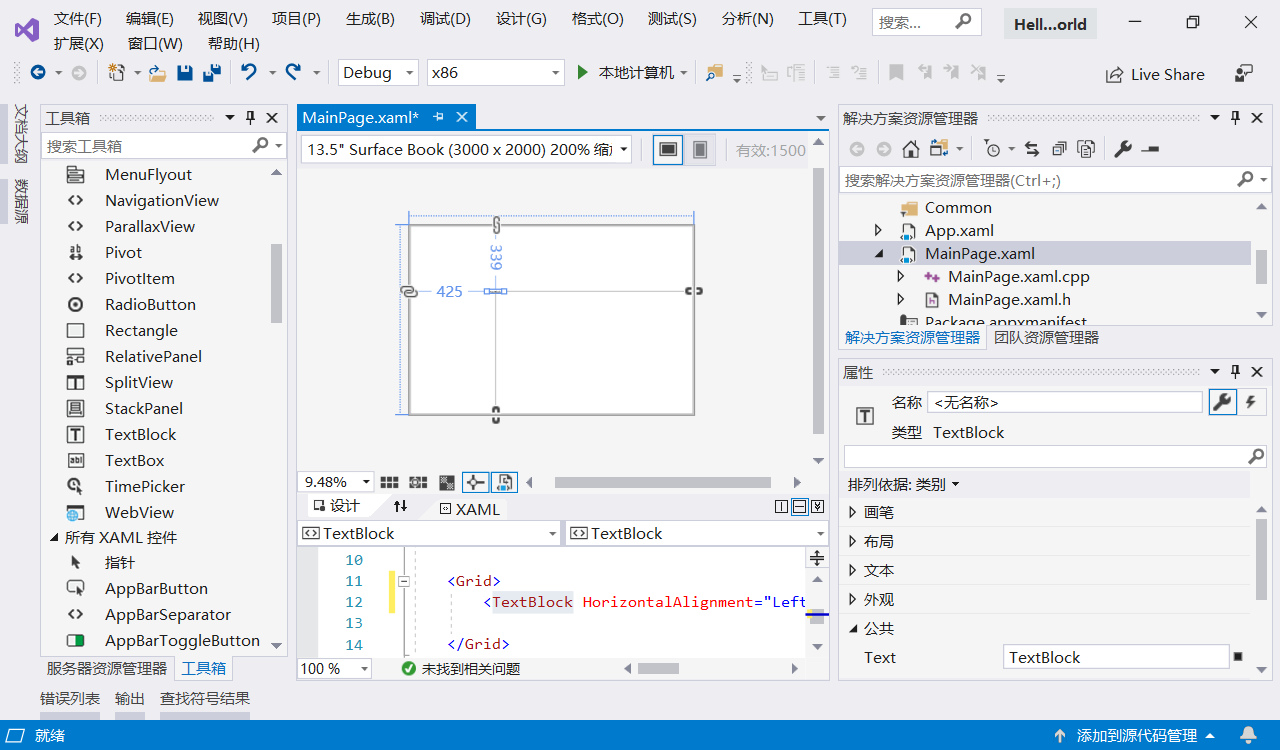 文件(F) 编辑(E) 视图(V) 项目(P) 生成(B) 调试(D) 设计(G) 格式(O) 测试(S) 分析(N) 工具(T)
扩展(X) 窗口(W) 帮助(H)
搜索...
Hell...orld
Debug
x86
本地计算机
Live Share
文档大纲
数据源
工具箱
搜索工具箱
MenuFlyout
NavigationView
ParallaxView
Pivot
PivotItem
RadioButton
Rectangle
RelativePanel
SplitView
StackPanel
TextBlock
TextBox
TimePicker
WebView
所有 XAML 控件
指针
AppBarButton
AppBarSeparator
AppBarToggleButton
服务器资源管理器 工具箱
MainPage.xaml*
13.5" Surface Book (3000 x 2000) 200% 缩
有效:1500
339
425
9.48%
设计
XAML
TextBlock
TextBlock
10
11 <Grid>
12 <TextBlock HorizontalAlignment="Left
13
14 </Grid>
100 %
未找到相关问题
解决方案资源管理器
搜索解决方案资源管理器(Ctrl+;)
Common
App.xaml
MainPage.xaml
MainPage.xaml.cpp
MainPage.xaml.h
Package.appxmanifest
解决方案资源管理器 团队资源管理器
属性
名称 <无名称>
类型 TextBlock
排列依据: 类别
画笔
布局
文本
外观
公共
Text TextBlock
错误列表 输出 查找符号结果
就绪
添加到源代码管理